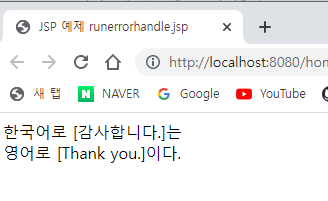 JSP 예제 runerrorhandle.jsp
http://localhost:8080/hom
새 탭 NAVER Google YouTube
한국어로 [감사합니다.]는
영어로 [Thank you.]이다.